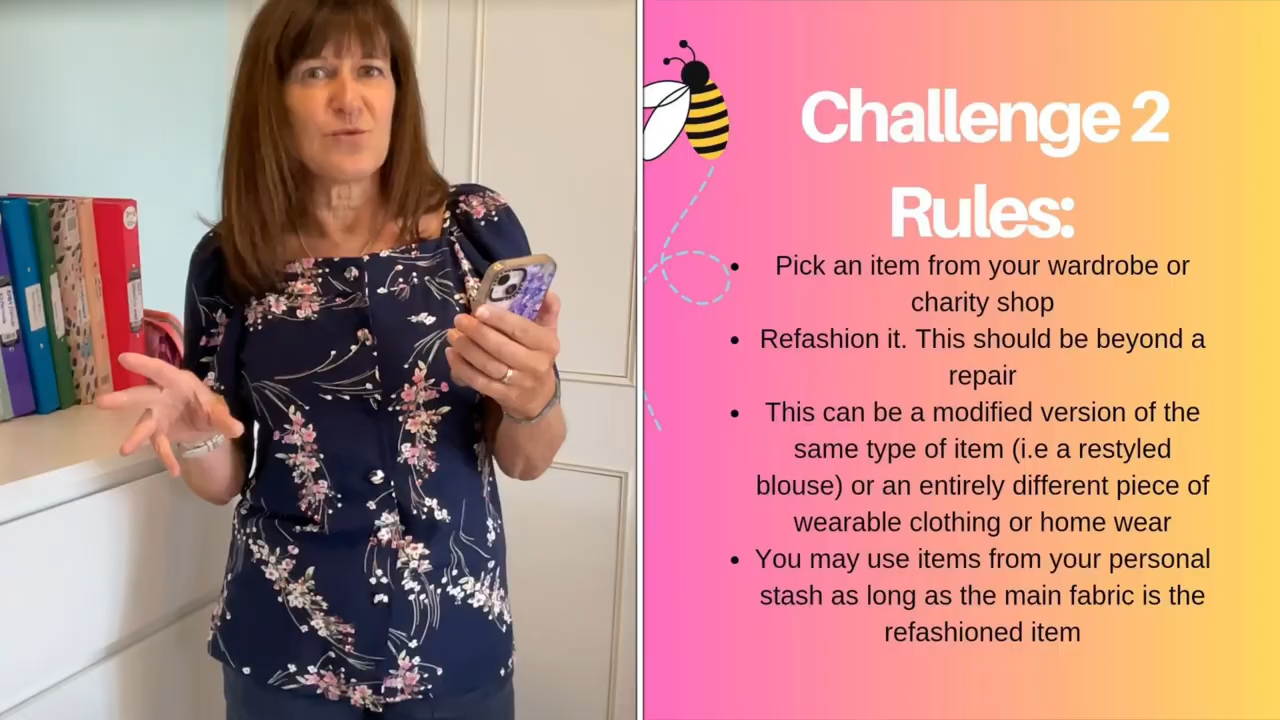 Challenge 2
Rules:
• Pick an item from your wardrobe or
charity shop
• Refashion it. This should be beyond a
repair
• This can be a modified version of the
same type of item (i.e a restyled
blouse) or an entirely different piece of
wearable clothing or home wear
• You may use items from your personal
stash as long as the main fabric is the
refashioned item